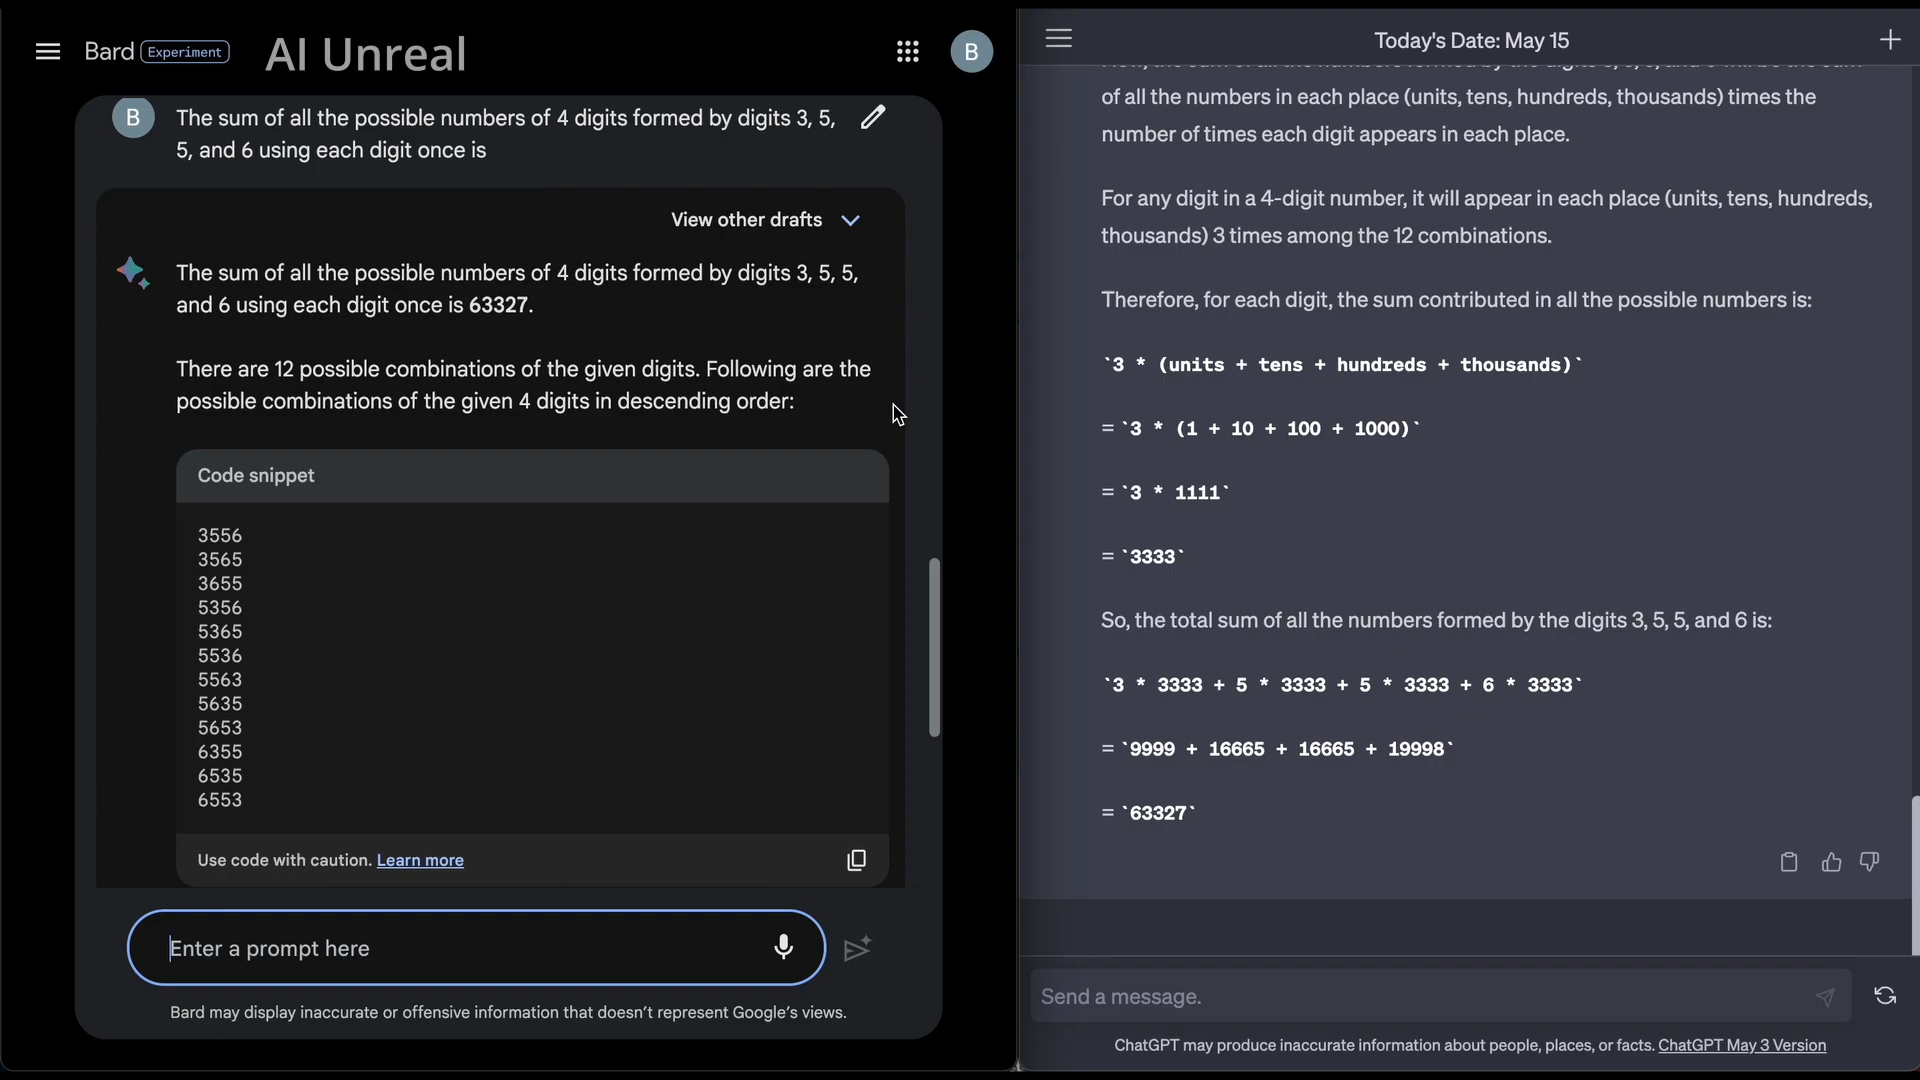 Bard Experiment AI Unreal
B
B
The sum of all the possible numbers of 4 digits formed by digits 3, 5,
5, and 6 using each digit once is
View other drafts
The sum of all the possible numbers of 4 digits formed by digits 3, 5, 5,
and 6 using each digit once is 63327.
There are 12 possible combinations of the given digits. Following are the
possible combinations of the given 4 digits in descending order:
Code snippet
3556
3565
3655
5356
5365
5536
5563
5635
5653
6355
6535
6553
Use code with caution. Learn more
Enter a prompt here
Bard may display inaccurate or offensive information that doesn't represent Google's views.
Today's Date: May 15
of all the numbers in each place (units, tens, hundreds, thousands) times the
number of times each digit appears in each place.
For any digit in a 4-digit number, it will appear in each place (units, tens, hundreds,
thousands) 3 times among the 12 combinations.
Therefore, for each digit, the sum contributed in all the possible numbers is:
`3 * (units + tens + hundreds + thousands)`
= `3 * (1 + 10 + 100 + 1000)`
= `3 * 1111`
= `3333`
So, the total sum of all the numbers formed by the digits 3, 5, 5, and 6 is:
`3 * 3333 + 5 * 3333 + 5 * 3333 + 6 * 3333`
= `9999 + 16665 + 16665 + 19998`
= `63327`
Send a message.
ChatGPT may produce inaccurate information about people, places, or facts. ChatGPT May 3 Version